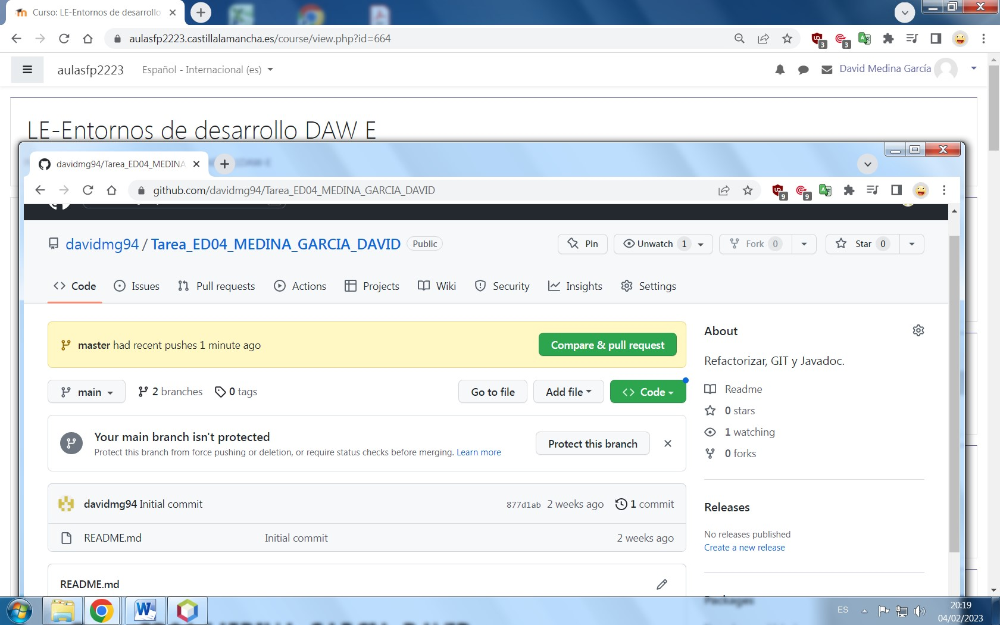 Curso: LE-Entornos de desarrollo
aulasfp2223.castillalamancha.es/course/view.php?id=664
3
3
aulasfp2223
Español - Internacional (es)
David Medina García
LE-Entornos de desarrollo DAW E
davidmg94/Tarea_ED04_MEDINA
github.com/davidmg94/Tarea_ED04_MEDINA_GARCIA_DAVID
9
9
davidmg94 / Tarea_ED04_MEDINA_GARCIA_DAVID Public
Pin
Unwatch 1
Fork 0
Star 0
Code
Issues
Pull requests
Actions
Projects
Wiki
Security
Insights
Settings
master had recent pushes 1 minute ago
Compare & pull request
main
2 branches
0 tags
Go to file
Add file
Code
Your main branch isn't protected
Protect this branch from force pushing or deletion, or require status checks before merging. Learn more
Protect this branch
davidmg94 Initial commit
877d1ab 2 weeks ago
1 commit
README.md
Initial commit
2 weeks ago
README.md
About
Refactorizar, GIT y Javadoc.
Readme
0 stars
1 watching
0 forks
Releases
No releases published
Create a new release
Packages
ES
20:19
04/02/2023